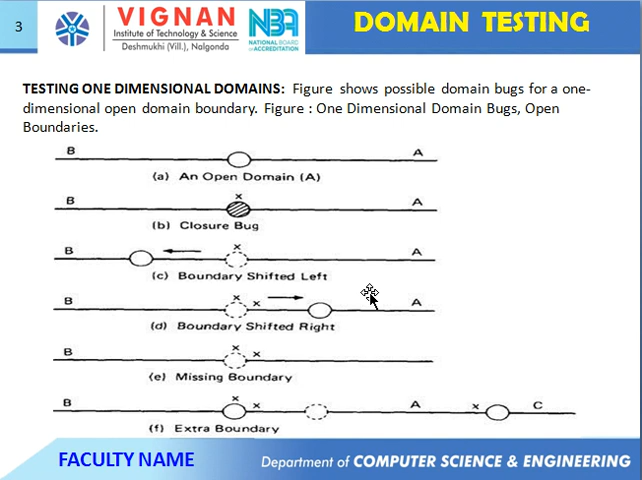 3
VIGNAN
Institute of Technology & Science
Deshmukhi (Vill.), Nalgonda
NBA
NATIONAL BOARD
of ACCREDITATION
DOMAIN TESTING
TESTING ONE DIMENSIONAL DOMAINS: Figure shows possible domain bugs for a one-
dimensional open domain boundary. Figure : One Dimensional Domain Bugs, Open
Boundaries.
B A
(a) An Open Domain (A)
B x A
(b) Closure Bug
B x A
(c) Boundary Shifted Left
B x x A
(d) Boundary Shifted Right
B x x
(e) Missing Boundary
B x x A x C
(f) Extra Boundary
FACULTY NAME
Department of COMPUTER SCIENCE & ENGINEERING